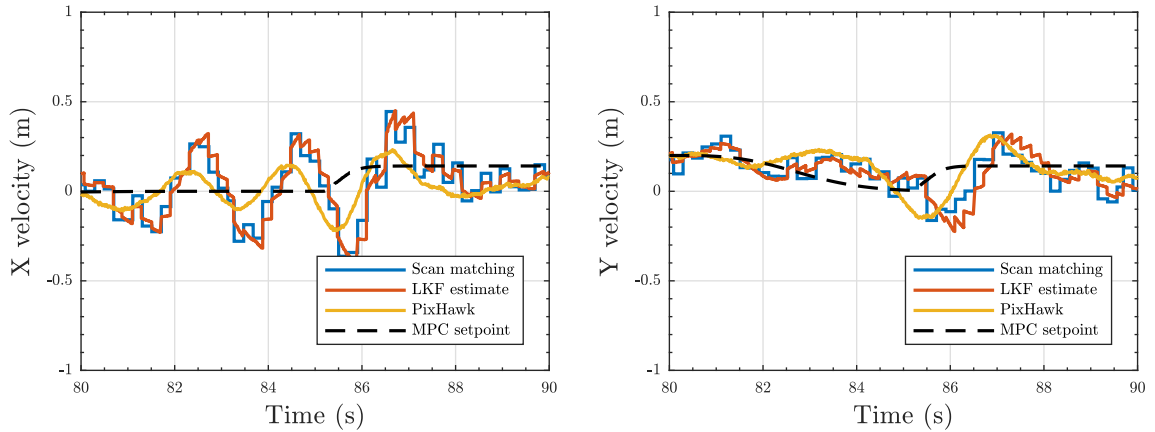 1
0.5
0
-0.5
-1
X velocity (m)
80 82 84 86 88 90
Time (s)
Scan matching
LKF estimate
PixHawk
MPC setpoint
1
0.5
0
-0.5
-1
Y velocity (m)
80 82 84 86 88 90
Time (s)
Scan matching
LKF estimate
PixHawk
MPC setpoint